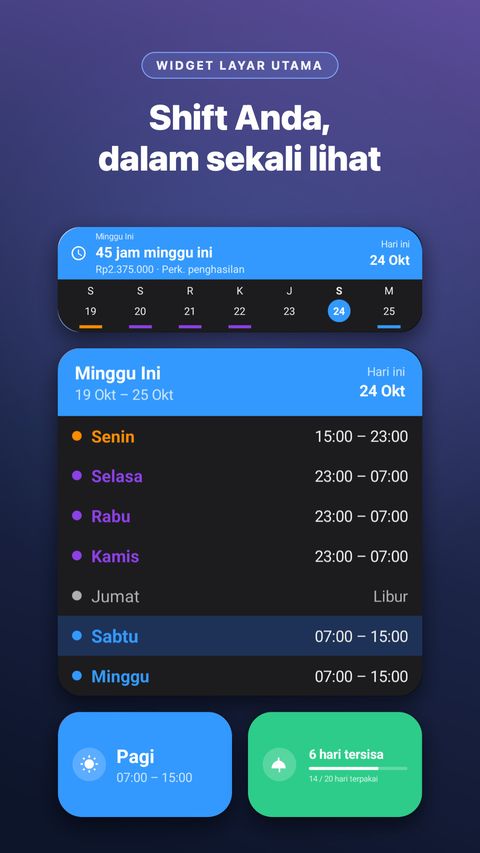 WIDGET LAYAR UTAMA
Shift Anda,
dalam sekali lihat
Minggu Ini
45 jam minggu ini
Rp2.375.000 · Perk. penghasilan
Hari ini
24 Okt
S S R K J S M
19 20 21 22 23 24 25
Minggu Ini
19 Okt – 25 Okt
Hari ini
24 Okt
Senin 15:00 – 23:00
Selasa 23:00 – 07:00
Rabu 23:00 – 07:00
Kamis 23:00 – 07:00
Jumat Libur
Sabtu 07:00 – 15:00
Minggu 07:00 – 15:00
Pagi
07:00 – 15:00
6 hari tersisa
14 / 20 hari terpakai